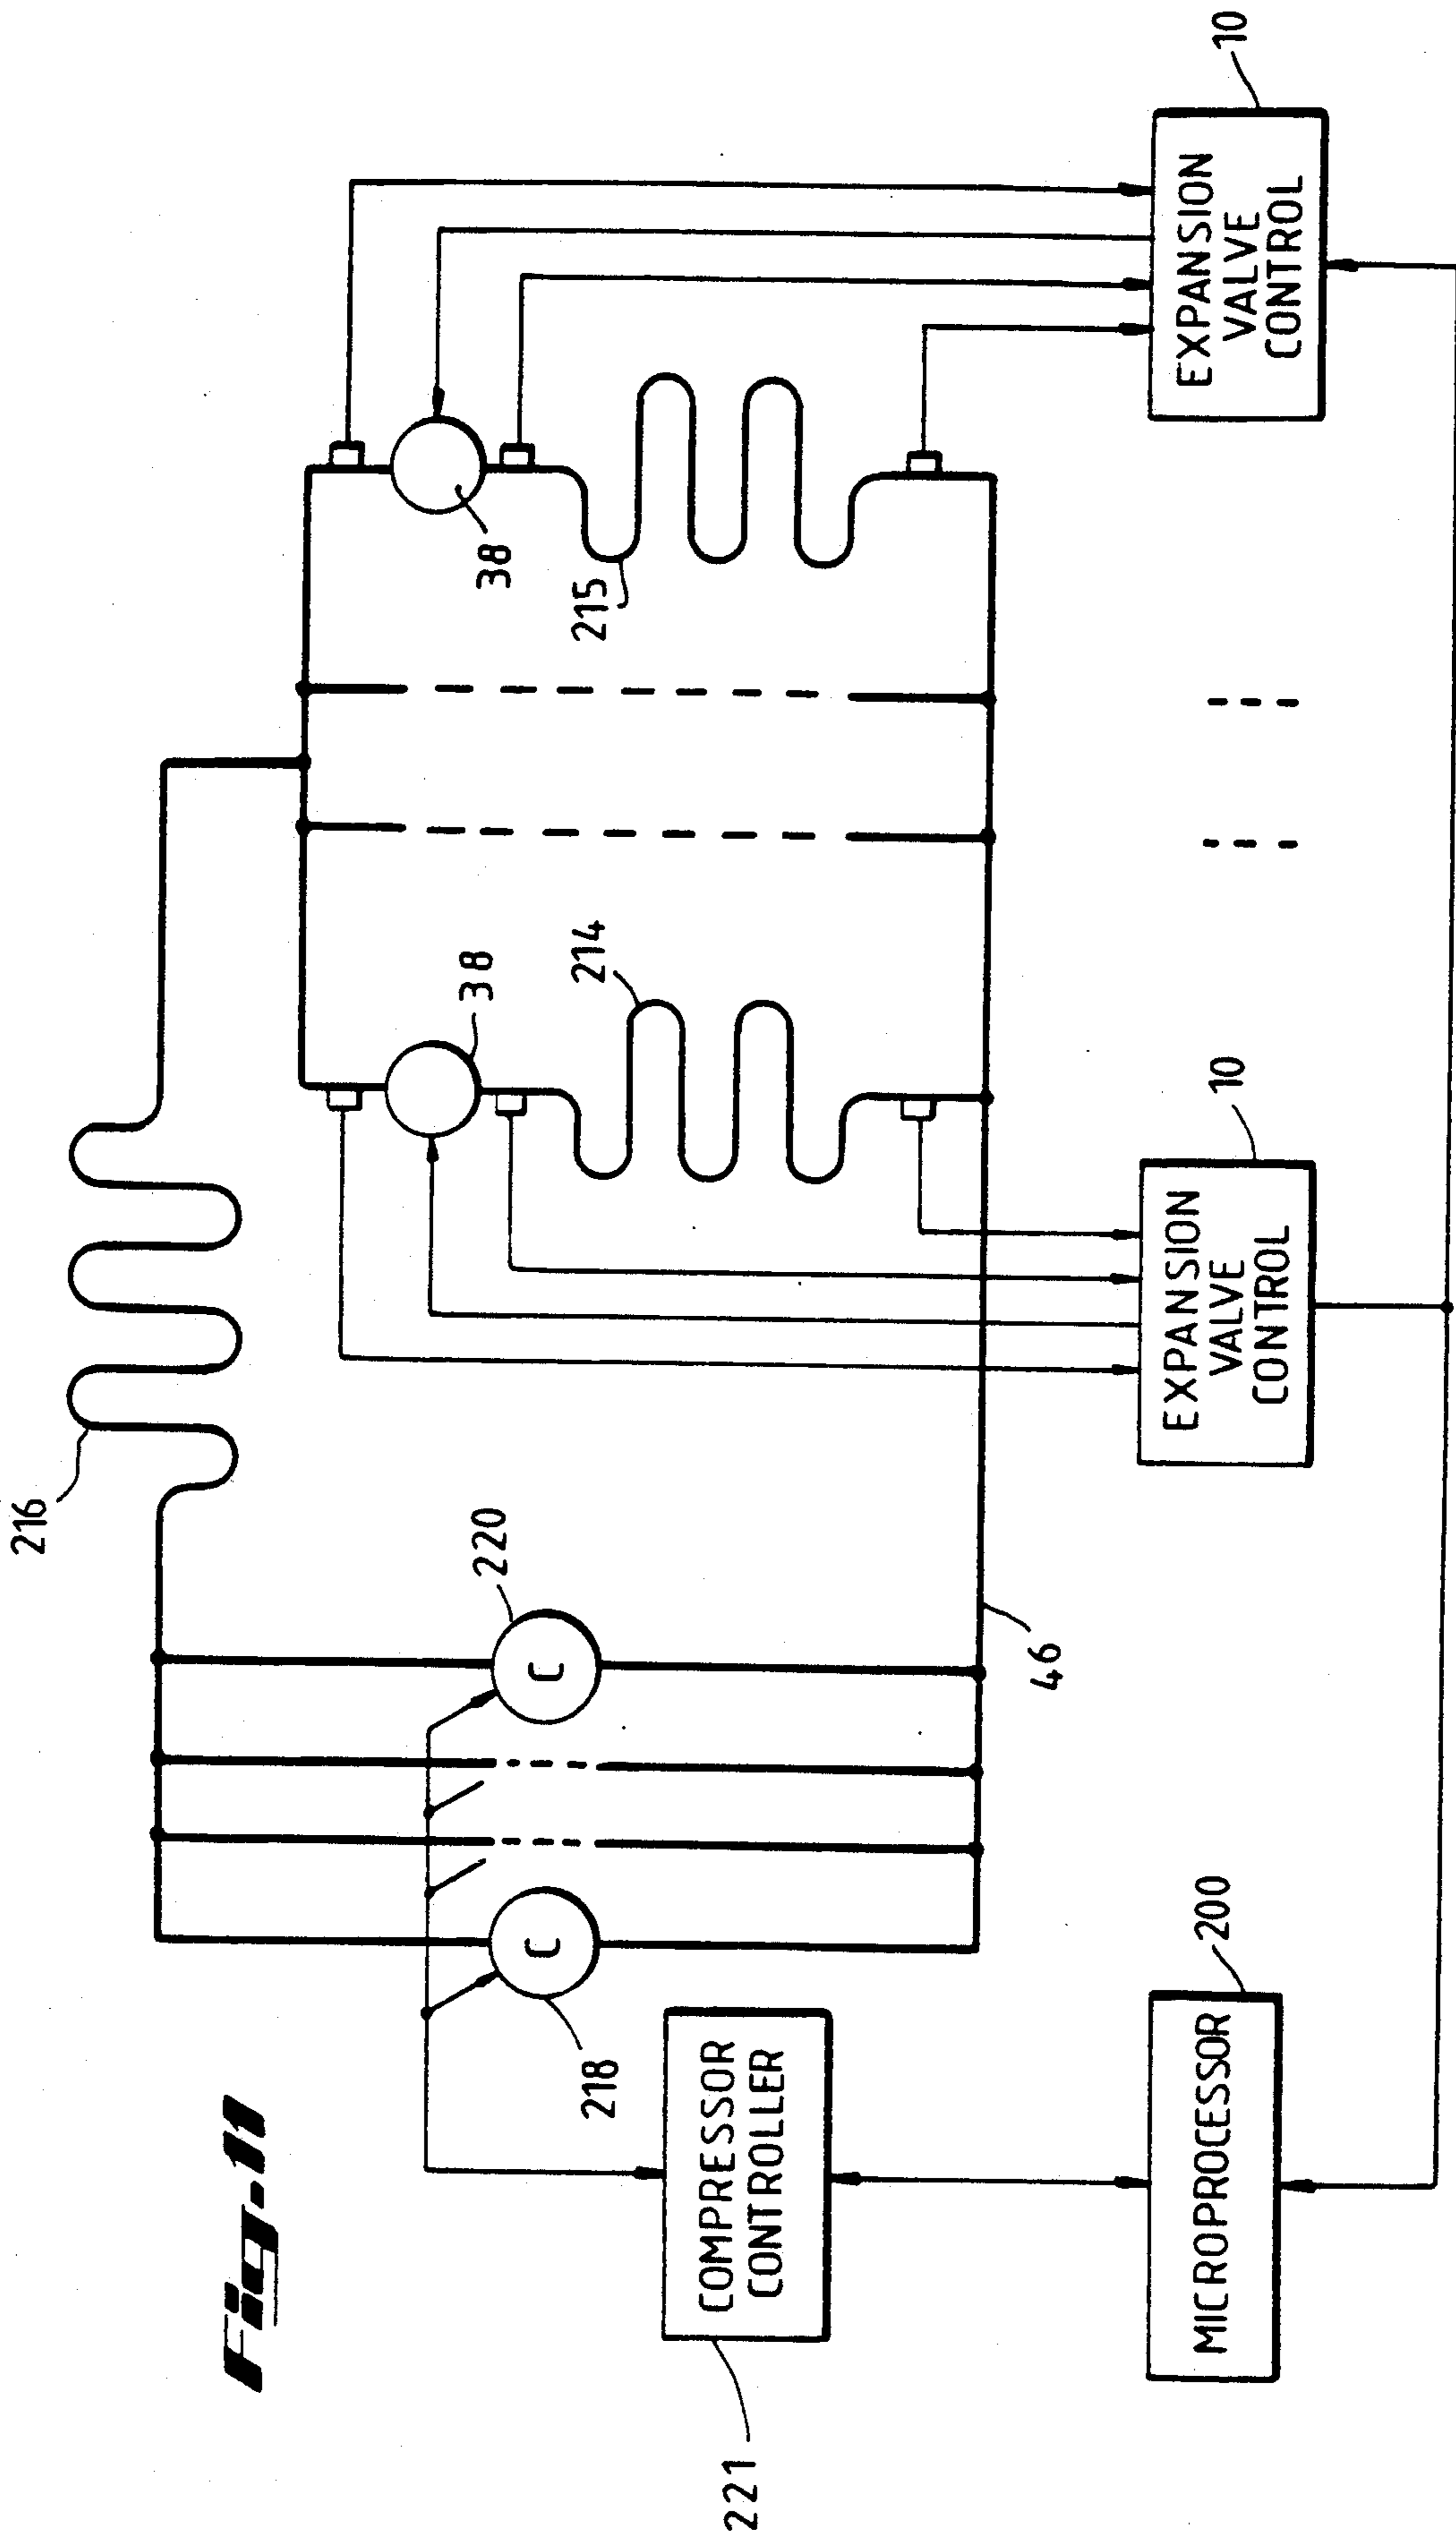 Fig-11
216
220
C
218
C
38
214
38
215
46
COMPRESSOR
CONTROLLER
221
MICROPROCESSOR
200
EXPANSION
VALVE
CONTROL
10
EXPANSION
VALVE
CONTROL
10